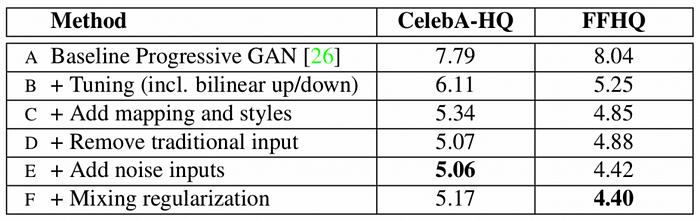 Method CelebA-HQ FFHQ
A Baseline Progressive GAN [26] 7.79 8.04
B + Tuning (incl. bilinear up/down) 6.11 5.25
C + Add mapping and styles 5.34 4.85
D + Remove traditional input 5.07 4.88
E + Add noise inputs 5.06 4.42
F + Mixing regularization 5.17 4.40